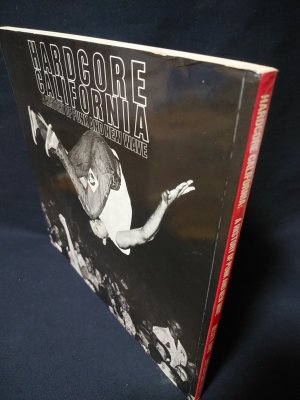 HARDCORE
CALIFORNIA
A HISTORY OF PUNK AND NEW WAVE
HARDCORE CALIFORNIA A HISTORY OF PUNK AND NEW WAVE